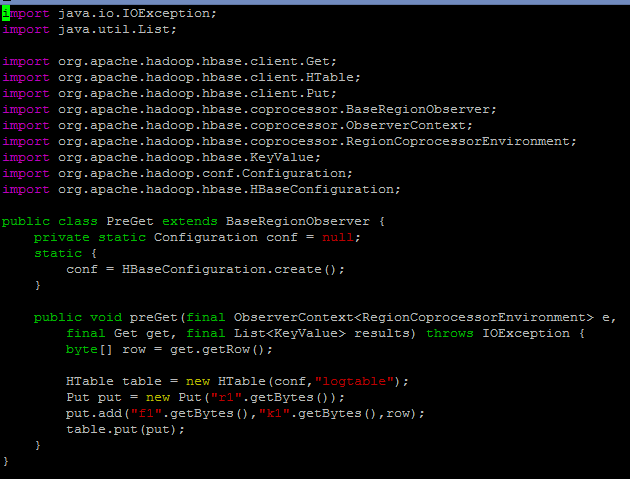 import java.io.IOException;
import java.util.List;
import org.apache.hadoop.hbase.client.Get;
import org.apache.hadoop.hbase.client.HTable;
import org.apache.hadoop.hbase.client.Put;
import org.apache.hadoop.hbase.coprocessor.BaseRegionObserver;
import org.apache.hadoop.hbase.coprocessor.ObserverContext;
import org.apache.hadoop.hbase.coprocessor.RegionCoprocessorEnvironment;
import org.apache.hadoop.hbase.KeyValue;
import org.apache.hadoop.conf.Configuration;
import org.apache.hadoop.hbase.HBaseConfiguration;
public class PreGet extends BaseRegionObserver {
    private static Configuration conf = null;
    static {
        conf = HBaseConfiguration.create();
    }
    public void preGet(final ObserverContext<RegionCoprocessorEnvironment> e,
        final Get get, final List<KeyValue> results) throws IOException {
        byte[] row = get.getRow();
        HTable table = new HTable(conf,"logtable");
        Put put = new Put("r1".getBytes());
        put.add("f1".getBytes(),"k1".getBytes(),row);
        table.put(put);
    }
}